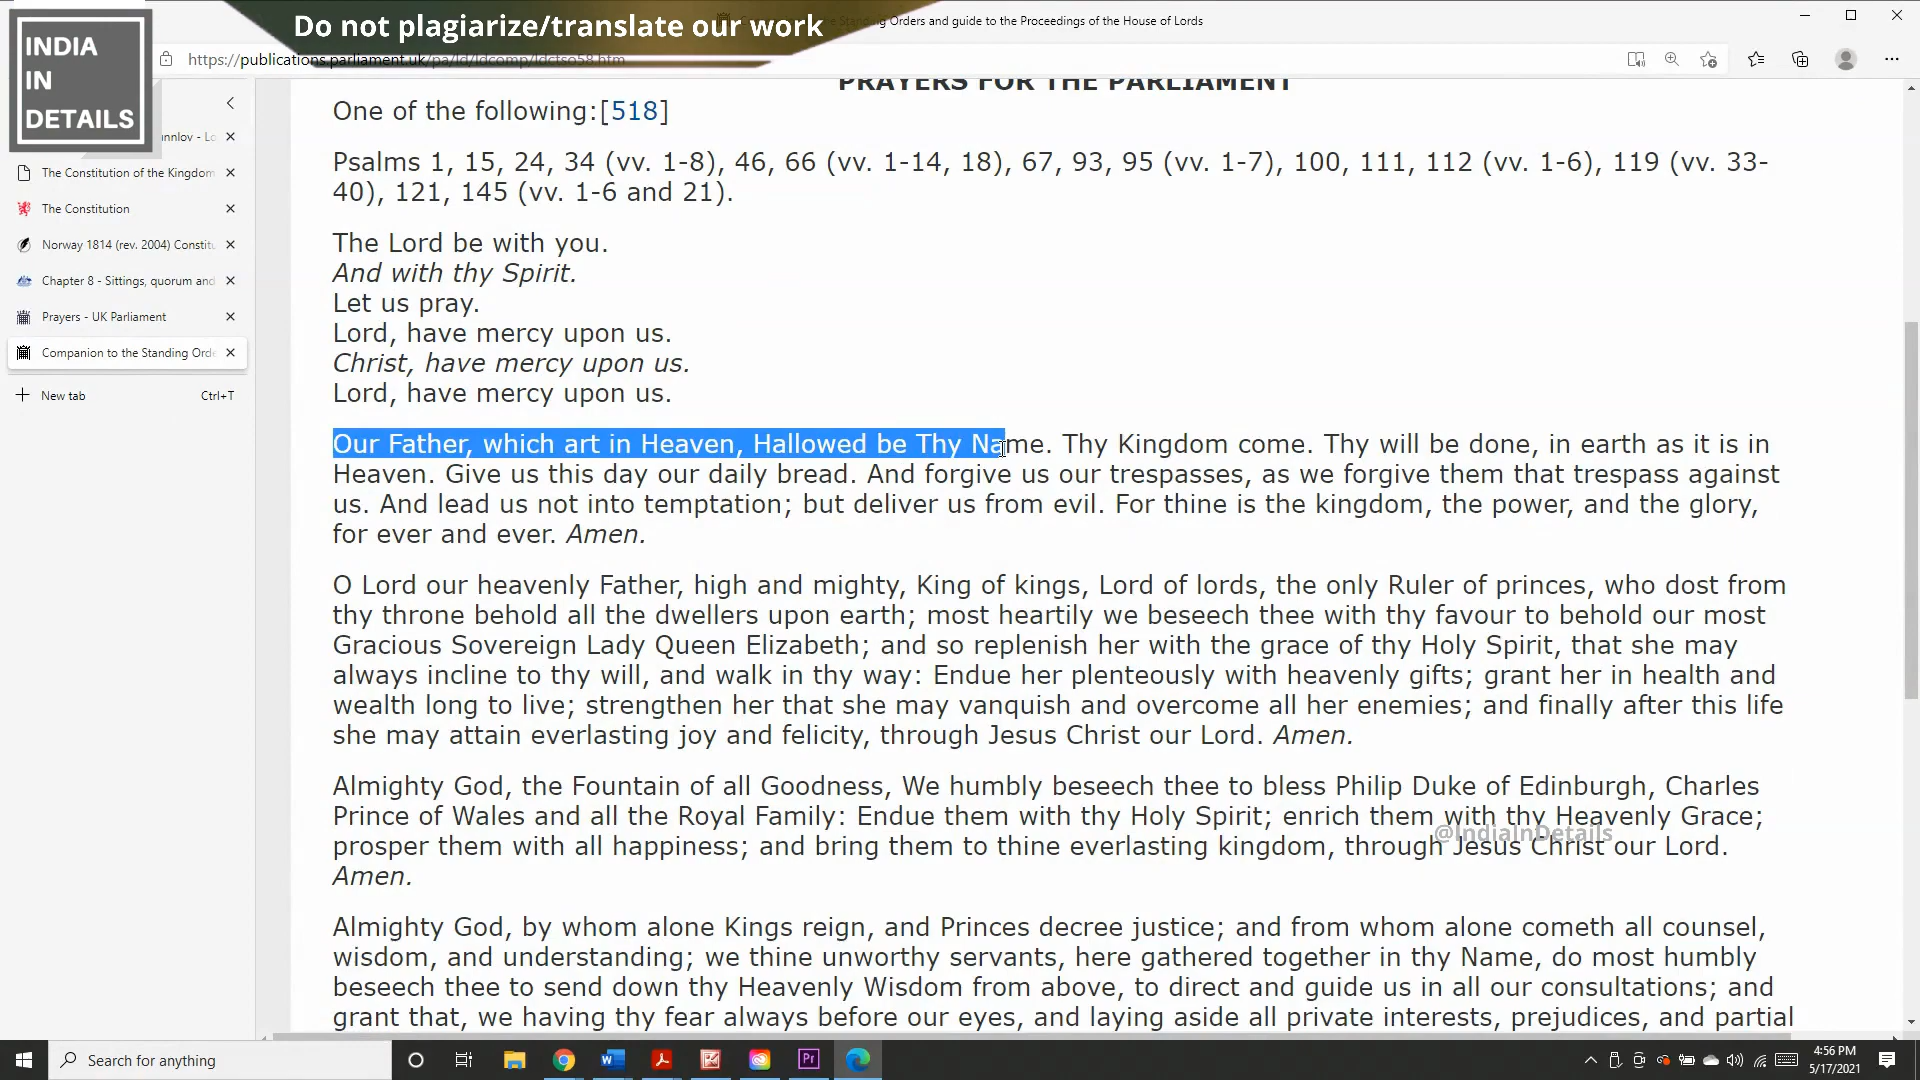 Do not plagiarize/translate our work
Standing Orders and guide to the Proceedings of the House of Lords
INDIA
IN
DETAILS
https://publications.parliament.uk/pa/ld/ldcomp/ldctso58.htm
unnlov - Lo
The Constitution of the Kingdom
The Constitution
Norway 1814 (rev. 2004) Constitu
Chapter 8 - Sittings, quorum and
Prayers - UK Parliament
Companion to the Standing Orde
New tab Ctrl+T
PRAYERS FOR THE PARLIAMENT
One of the following:[518]
Psalms 1, 15, 24, 34 (vv. 1-8), 46, 66 (vv. 1-14, 18), 67, 93, 95 (vv. 1-7), 100, 111, 112 (vv. 1-6), 119 (vv. 33-
40), 121, 145 (vv. 1-6 and 21).
The Lord be with you.
And with thy Spirit.
Let us pray.
Lord, have mercy upon us.
Christ, have mercy upon us.
Lord, have mercy upon us.
Our Father, which art in Heaven, Hallowed be Thy Name. Thy Kingdom come. Thy will be done, in earth as it is in
Heaven. Give us this day our daily bread. And forgive us our trespasses, as we forgive them that trespass against
us. And lead us not into temptation; but deliver us from evil. For thine is the kingdom, the power, and the glory,
for ever and ever. Amen.
O Lord our heavenly Father, high and mighty, King of kings, Lord of lords, the only Ruler of princes, who dost from
thy throne behold all the dwellers upon earth; most heartily we beseech thee with thy favour to behold our most
Gracious Sovereign Lady Queen Elizabeth; and so replenish her with the grace of thy Holy Spirit, that she may
always incline to thy will, and walk in thy way: Endue her plenteously with heavenly gifts; grant her in health and
wealth long to live; strengthen her that she may vanquish and overcome all her enemies; and finally after this life
she may attain everlasting joy and felicity, through Jesus Christ our Lord. Amen.
Almighty God, the Fountain of all Goodness, We humbly beseech thee to bless Philip Duke of Edinburgh, Charles
Prince of Wales and all the Royal Family: Endue them with thy Holy Spirit; enrich them with thy Heavenly Grace;
@IndiaInDetails
prosper them with all happiness; and bring them to thine everlasting kingdom, through Jesus Christ our Lord.
Amen.
Almighty God, by whom alone Kings reign, and Princes decree justice; and from whom alone cometh all counsel,
wisdom, and understanding; we thine unworthy servants, here gathered together in thy Name, do most humbly
beseech thee to send down thy Heavenly Wisdom from above, to direct and guide us in all our consultations; and
grant that, we having thy fear always before our eyes, and laying aside all private interests, prejudices, and partial
Search for anything
4:56 PM
5/17/2021